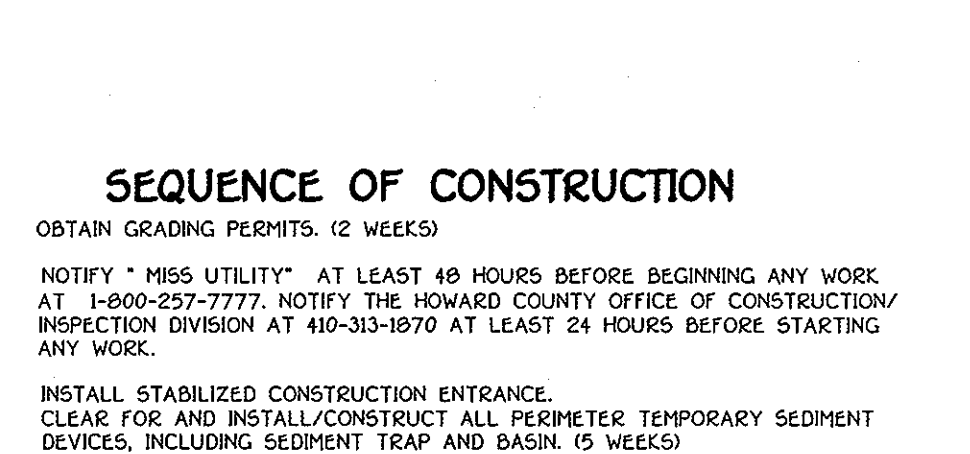 SEQUENCE OF CONSTRUCTION
OBTAIN GRADING PERMITS. (2 WEEKS)
NOTIFY " MISS UTILITY" AT LEAST 48 HOURS BEFORE BEGINNING ANY WORK
AT 1-800-257-7777. NOTIFY THE HOWARD COUNTY OFFICE OF CONSTRUCTION/
INSPECTION DIVISION AT 410-313-1870 AT LEAST 24 HOURS BEFORE STARTING
ANY WORK.
INSTALL STABILIZED CONSTRUCTION ENTRANCE.
CLEAR FOR AND INSTALL/CONSTRUCT ALL PERIMETER TEMPORARY SEDIMENT
DEVICES, INCLUDING SEDIMENT TRAP AND BASIN. (5 WEEKS)